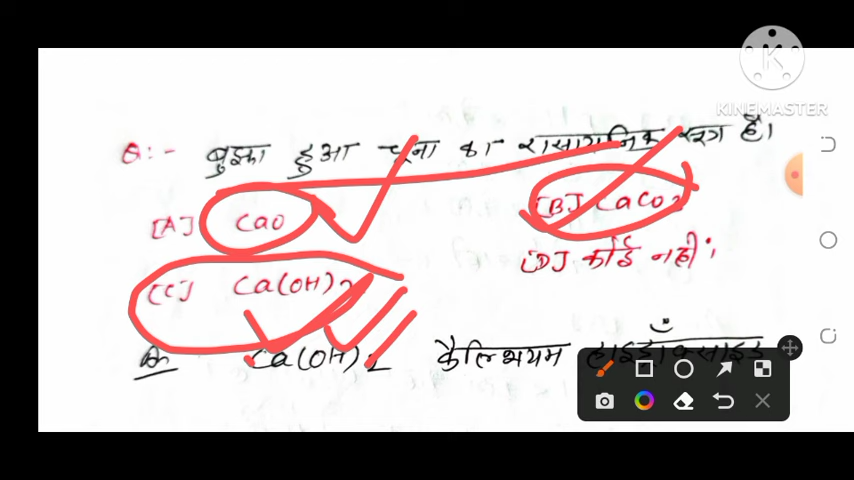 KINEMASTER
Q:- बुझा हुआ चूना का रासायनिक सूत्र है।
[A] CaO [B] CaCO3
[C] Ca(OH)2 [D] कोई नहीं
Ca(OH)2 कैल्शियम हाइड्रॉक्साइड